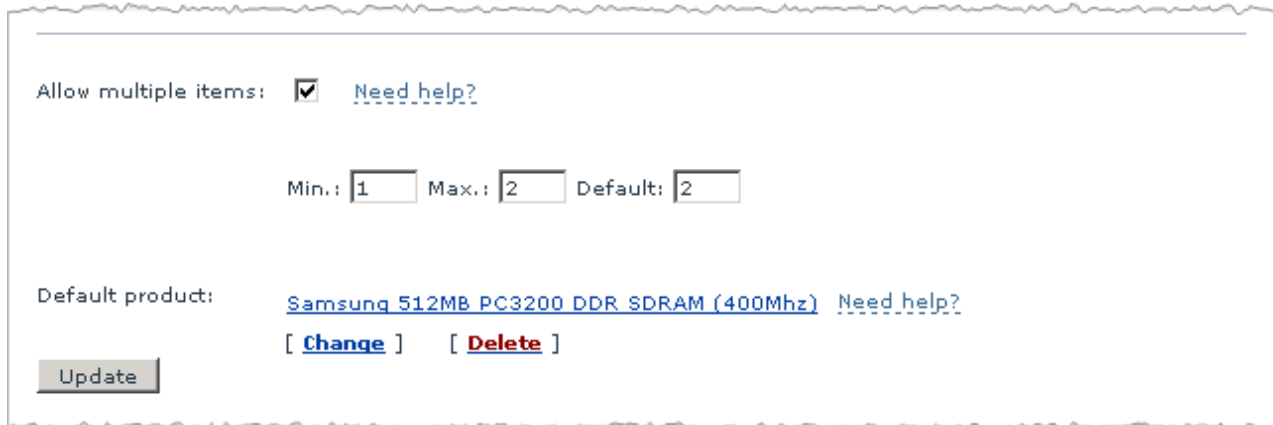 Allow multiple items: Need help?
Min.: 1 Max.: 2 Default: 2
Default product: Samsung 512MB PC3200 DDR SDRAM (400Mhz) Need help?
[ Change ] [ Delete ]
Update